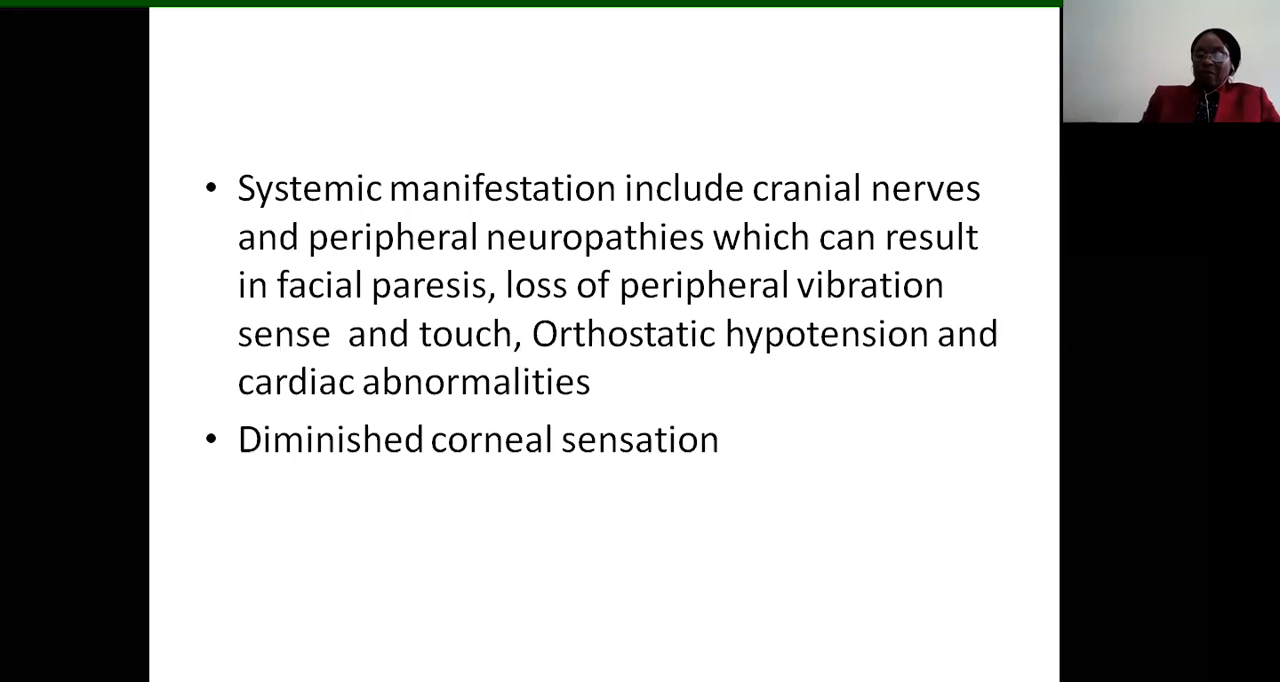 • Systemic manifestation include cranial nerves
and peripheral neuropathies which can result
in facial paresis, loss of peripheral vibration
sense and touch, Orthostatic hypotension and
cardiac abnormalities
• Diminished corneal sensation